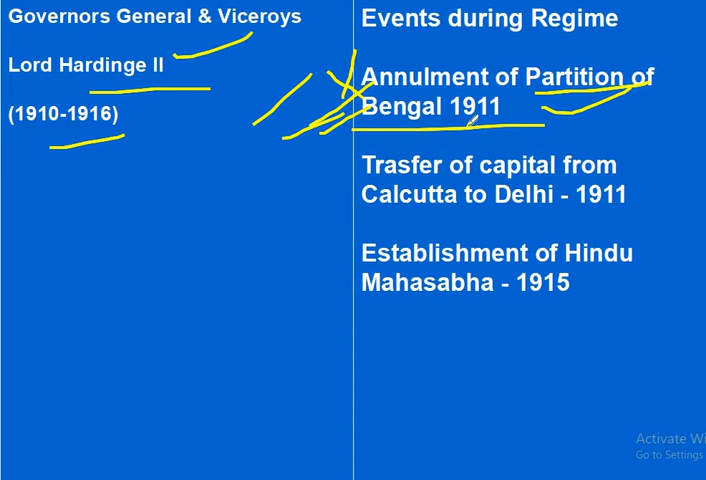 Governors General & Viceroys
Lord Hardinge II
(1910-1916)
Events during Regime
Annulment of Partition of
Bengal 1911
Trasfer of capital from
Calcutta to Delhi - 1911
Establishment of Hindu
Mahasabha - 1915
Activate Wi
Go to Settings